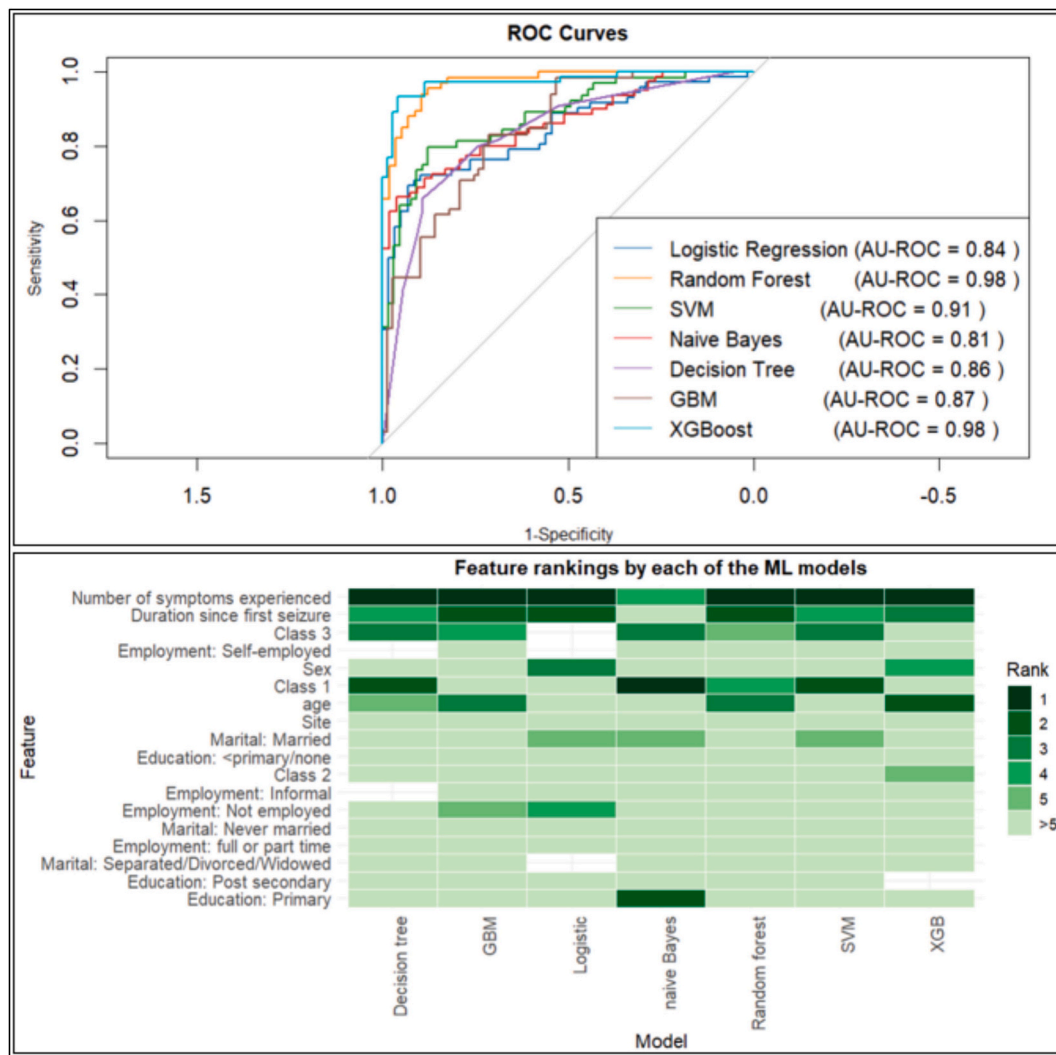 ROC Curves
1.0
0.8
0.6
0.4
0.2
0.0
Sensitivity
Logistic Regression (AU-ROC = 0.84 )
Random Forest (AU-ROC = 0.98 )
SVM (AU-ROC = 0.91 )
Naive Bayes (AU-ROC = 0.81 )
Decision Tree (AU-ROC = 0.86 )
GBM (AU-ROC = 0.87 )
XGBoost (AU-ROC = 0.98 )
1.5 1.0 0.5 0.0 -0.5
1-Specificity
Feature rankings by each of the ML models
Feature
Number of symptoms experienced
Duration since first seizure
Class 3
Employment: Self-employed
Sex
Class 1
age
Site
Marital: Married
Education: <primary/none
Class 2
Employment: Informal
Employment: Not employed
Marital: Never married
Employment: full or part time
Marital: Separated/Divorced/Widowed
Education: Post secondary
Education: Primary
Rank
1
2
3
4
5
>5
Decision tree
GBM
Logistic
naive Bayes
Random forest
SVM
XGB
Model